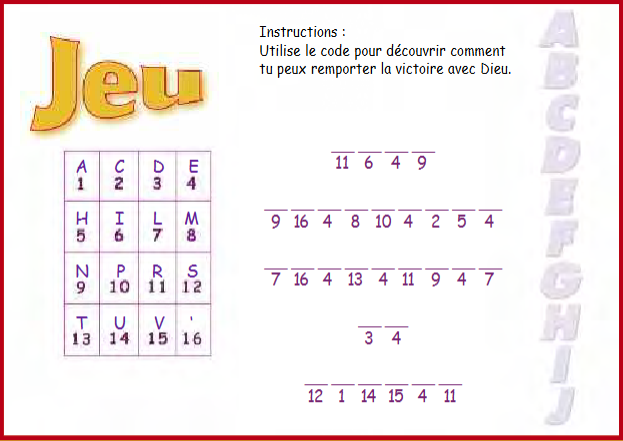 Jeu
Instructions :
Utilise le code pour découvrir comment
tu peux remporter la victoire avec Dieu.
A C D E
1 2 3 4
H I L M
5 6 7 8
N P R S
9 10 11 12
T U V '
13 14 15 16
11 6 4 9
9 16 4 8 10 4 2 5 4
7 16 4 13 4 11 9 4 7
3 4
12 1 14 15 4 11
A
B
C
D
E
F
G
H
I
J